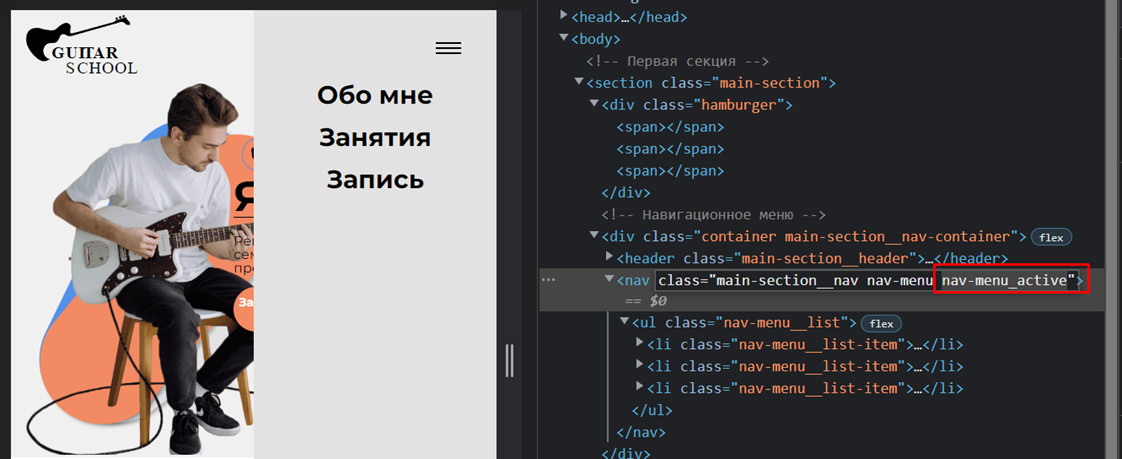 GUITAR
SCHOOL
Обо мне
Занятия
Запись
Я
Реп
сем
про
За
<head>…</head>
<body>
<!-- Первая секция -->
<section class="main-section">
<div class="hamburger">
<span></span>
<span></span>
<span></span>
</div>
<!-- Навигационное меню -->
<div class="container main-section__nav-container"> flex
<header class="main-section__header">…</header>
<nav class="main-section__nav nav-menu nav-menu_active">
== $0
<ul class="nav-menu__list"> flex
<li class="nav-menu__list-item">…</li>
<li class="nav-menu__list-item">…</li>
<li class="nav-menu__list-item">…</li>
</ul>
</nav>
</div>